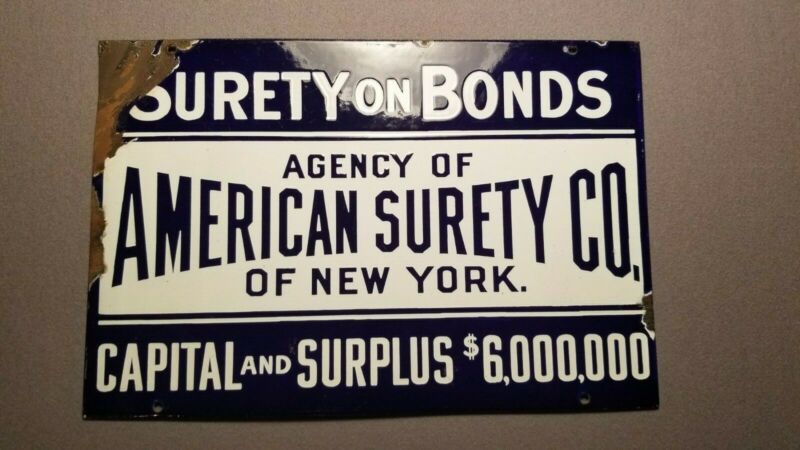 SURETY ON BONDS
AGENCY OF
AMERICAN SURETY CO.
OF NEW YORK.
CAPITAL AND SURPLUS $6,000,000